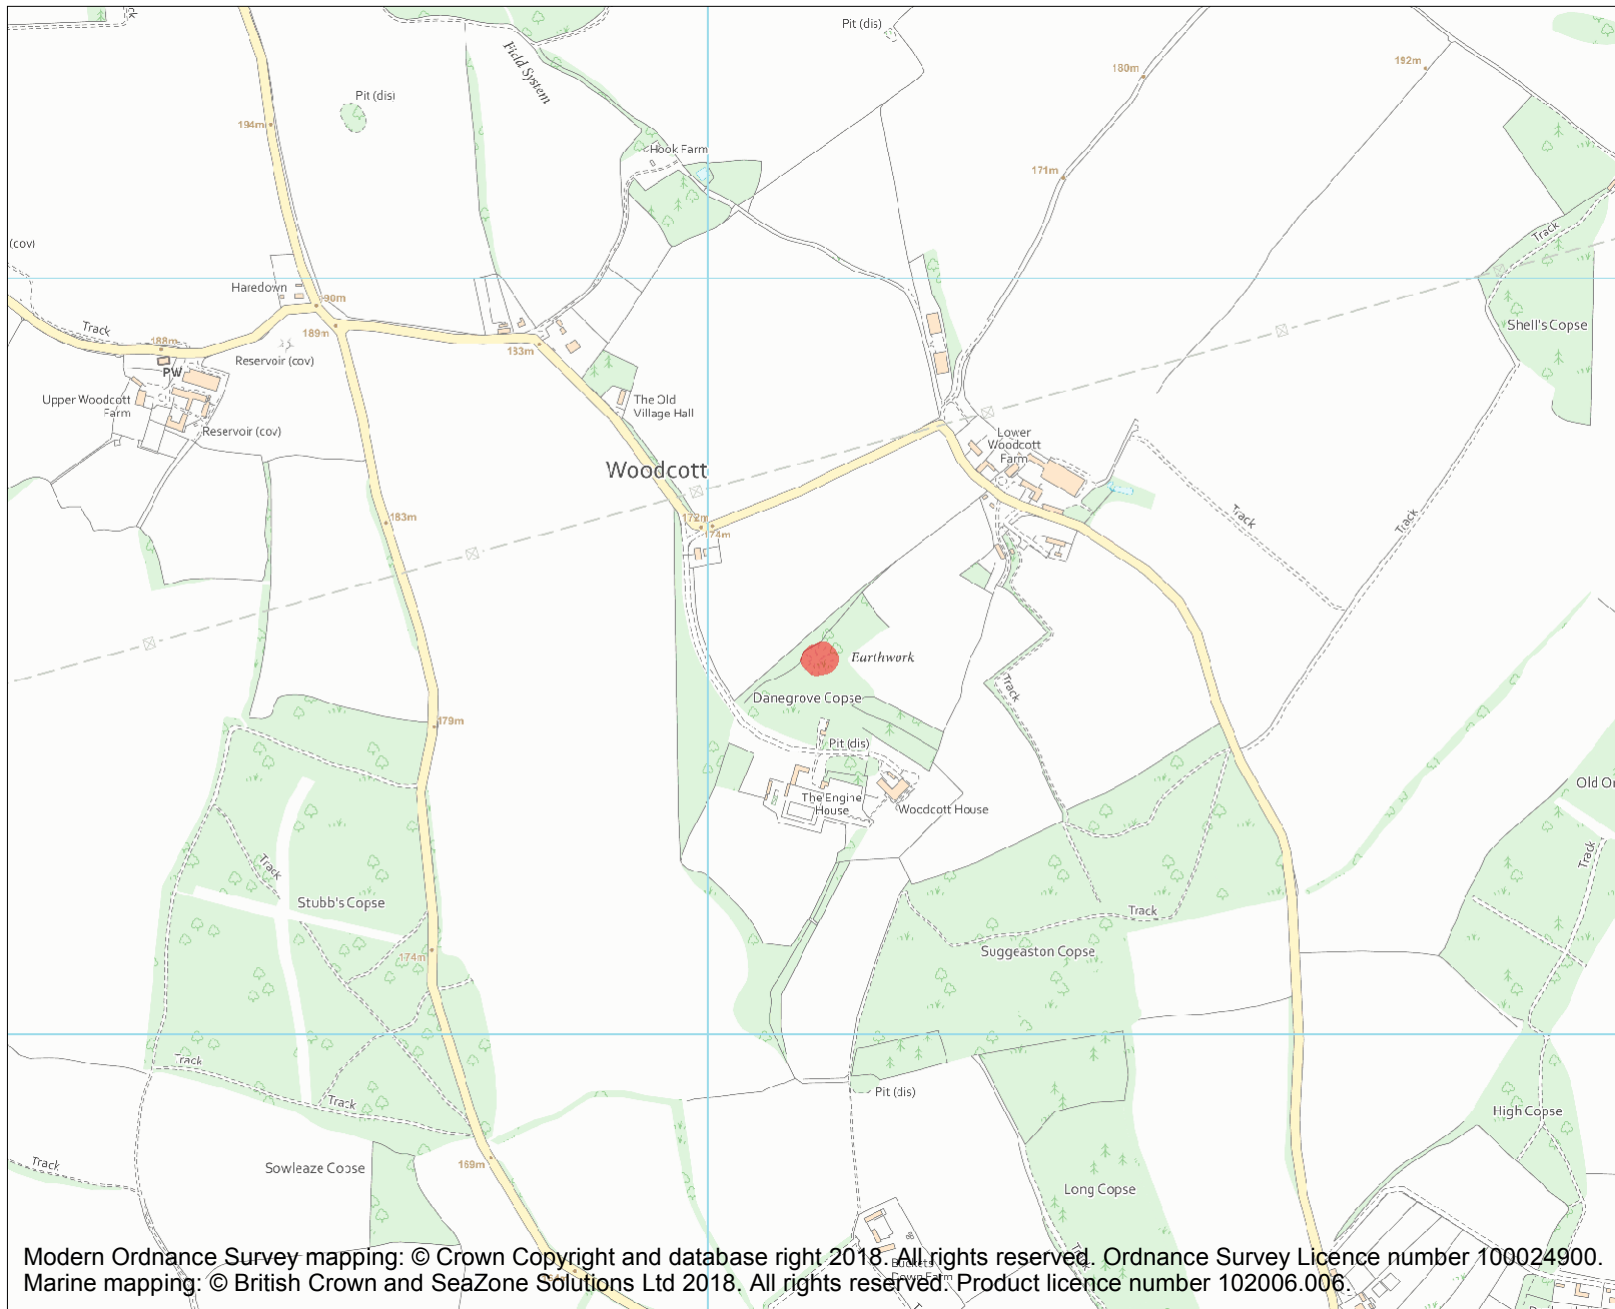 Pit (dis)
Field System
180m
192m
Pit (dis)
194m
Hook Farm
171m
Track
(cov)
Haredown
190m
189m
Track
188m
Reservoir (cov)
183m
Shell's Copse
PW
Upper Woodcott
Farm
The Old
Village Hall
Reservoir (cov)
Lower
Woodcott
Farm
Woodcott
183m
172m
174m
Track
Track
Earthwork
Track
Danegrove Copse
179m
Pit (dis)
The Engine
House
Woodcott House
Track
Track
Stubb's Copse
Track
Suggeaston Copse
174m
Track
Track
Pit (dis)
High Copse
Track
Sowleaze Copse
169m
Long Copse
Down Farm
Modern Ordnance Survey mapping: © Crown Copyright and database right 2018. All rights reserved. Ordnance Survey Licence number 100024900.
Marine mapping: © British Crown and SeaZone Solutions Ltd 2018. All rights reserved. Product licence number 102006.006.